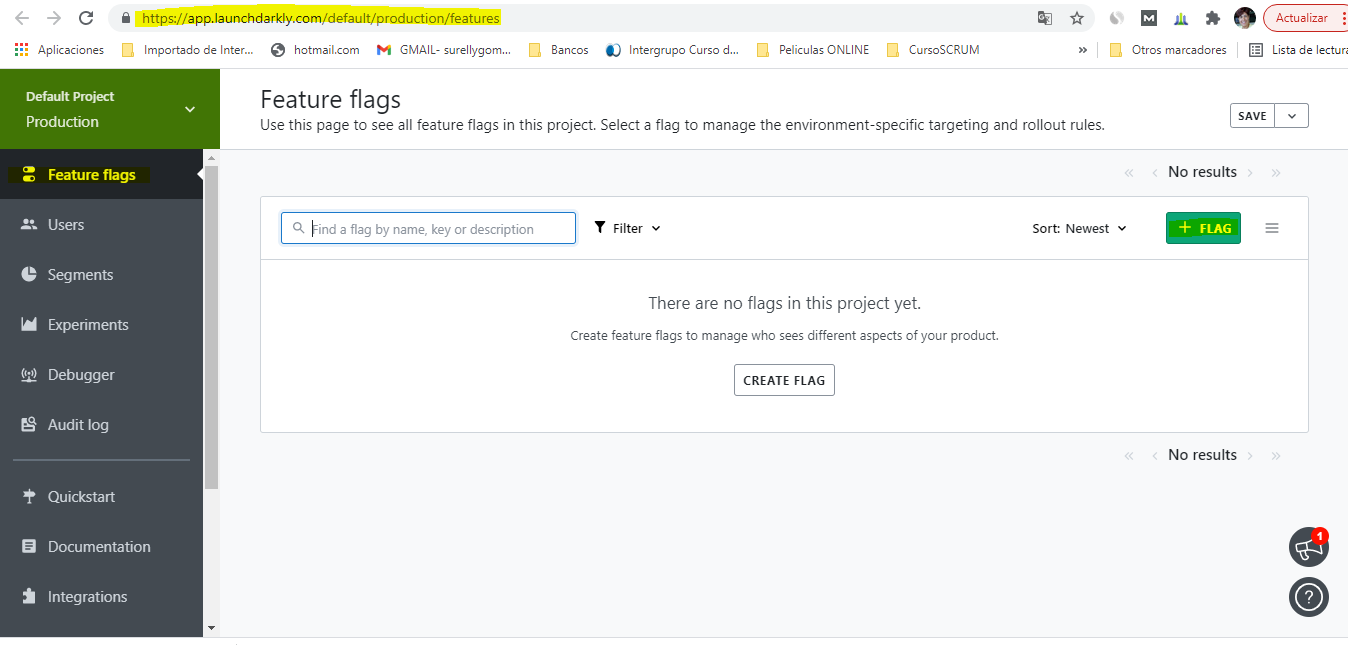 https://app.launchdarkly.com/default/production/features
Actualizar
Aplicaciones
Importado de Inter...
hotmail.com
GMAIL- surellygom...
Bancos
Intergrupo Curso d...
Peliculas ONLINE
CursoSCRUM
»
Otros marcadores
Lista de lectura
Default Project
Production
Feature flags
Use this page to see all feature flags in this project. Select a flag to manage the environment-specific targeting and rollout rules.
SAVE
Feature flags
Users
Segments
Experiments
Debugger
Audit log
Quickstart
Documentation
Integrations
« ‹ No results › »
Find a flag by name, key or description
Filter
Sort: Newest
+ FLAG
There are no flags in this project yet.
Create feature flags to manage who sees different aspects of your product.
CREATE FLAG
« ‹ No results › »
1
?